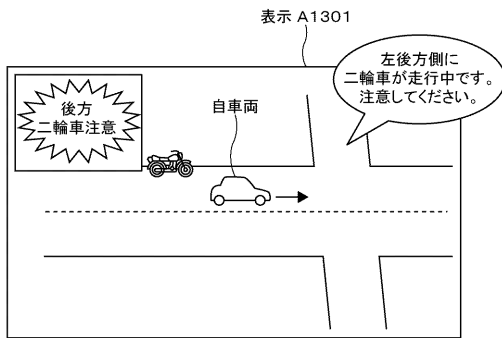 表示 A1301
左後方側に
二輪車が走行中です。
注意してください。
後方
二輪車注意
自車両